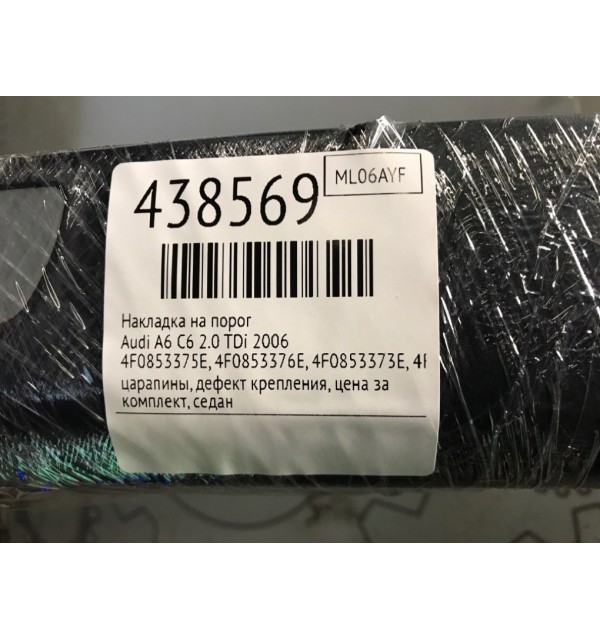 438569
ML06AYF
Накладка на порог
Audi A6 C6 2.0 TDi 2006
4F0853375E, 4F0853376E, 4F0853373E,
царапины, дефект крепления, цена за
комплект, седан